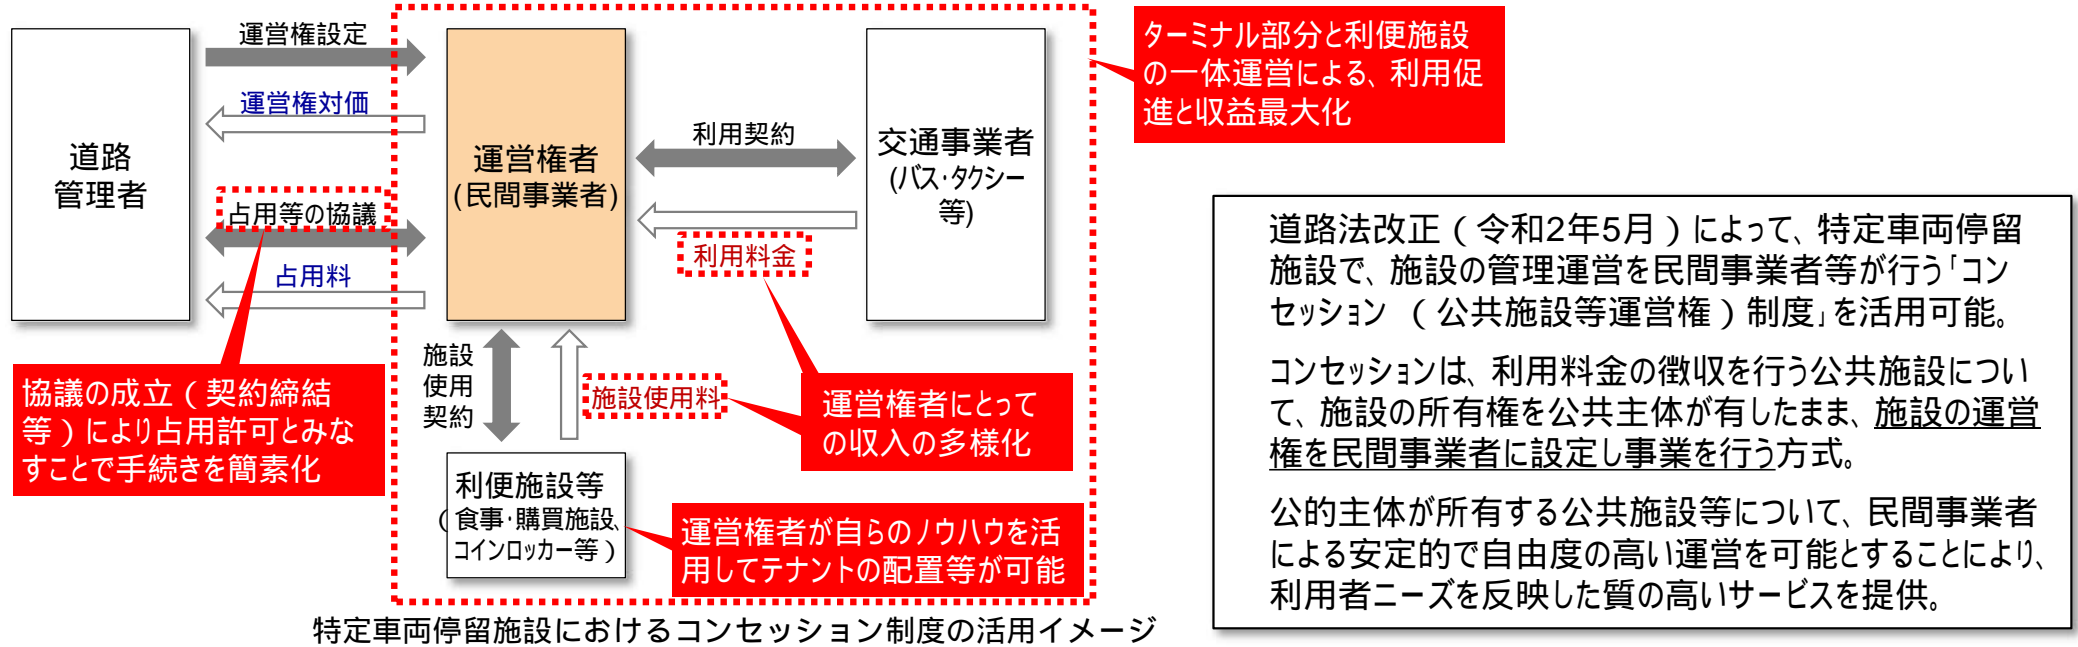 運営権設定
運営権対価
道路
管理者
占用等の協議
占用料
協議の成立（契約締結
等）により占用許可とみな
すことで手続きを簡素化
運営権者
(民間事業者)
利用契約
利用料金
交通事業者
(バス・タクシー
等)
施設
使用
契約
施設使用料
運営権者にとって
の収入の多様化
利便施設等
（食事・購買施設、
コインロッカー等）
運営権者が自らのノウハウを活
用してテナントの配置等が可能
ターミナル部分と利便施設
の一体運営による、利用促
進と収益最大化
特定車両停留施設におけるコンセッション制度の活用イメージ
道路法改正（令和2年5月）によって、特定車両停留
施設で、施設の管理運営を民間事業者等が行う「コン
セッション（公共施設等運営権）制度」を活用可能。
コンセッションは、利用料金の徴収を行う公共施設につい
て、施設の所有権を公共主体が有したまま、施設の運営
権を民間事業者に設定し事業を行う方式。
公的主体が所有する公共施設等について、民間事業者
による安定的で自由度の高い運営を可能とすることにより、
利用者ニーズを反映した質の高いサービスを提供。